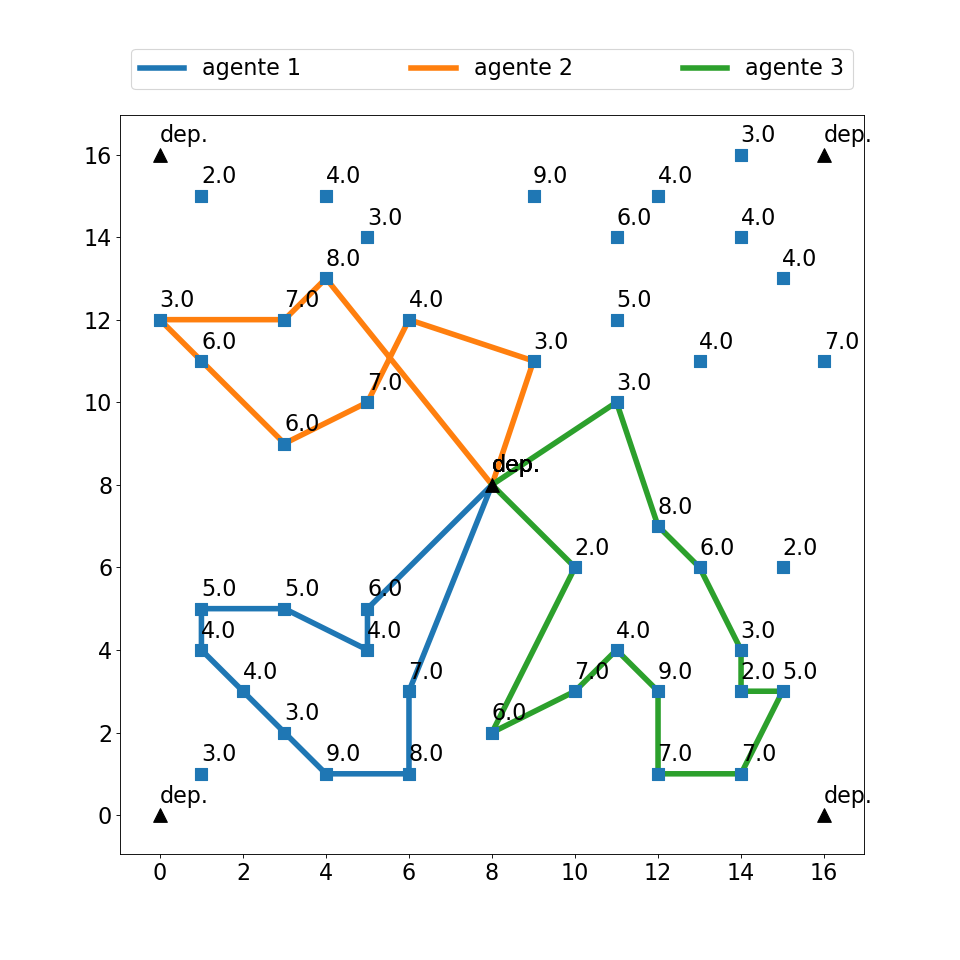 agente 1 agente 2 agente 3
dep. 3.0 dep.
16
2.0 4.0 9.0 4.0
3.0 6.0 4.0
14
8.0 4.0
3.0 7.0 4.0 5.0
12
6.0 3.0 4.0 7.0
7.0 3.0
10
6.0
dep. dep.
8
8.0
2.0 6.0 2.0
6
5.0 5.0 6.0
4.0 4.0 4.0 3.0
4
4.0 7.0 7.0 9.0 2.0 5.0
3.0 6.0
2
3.0 9.0 8.0 7.0 7.0
dep. dep.
0
0 2 4 6 8 10 12 14 16